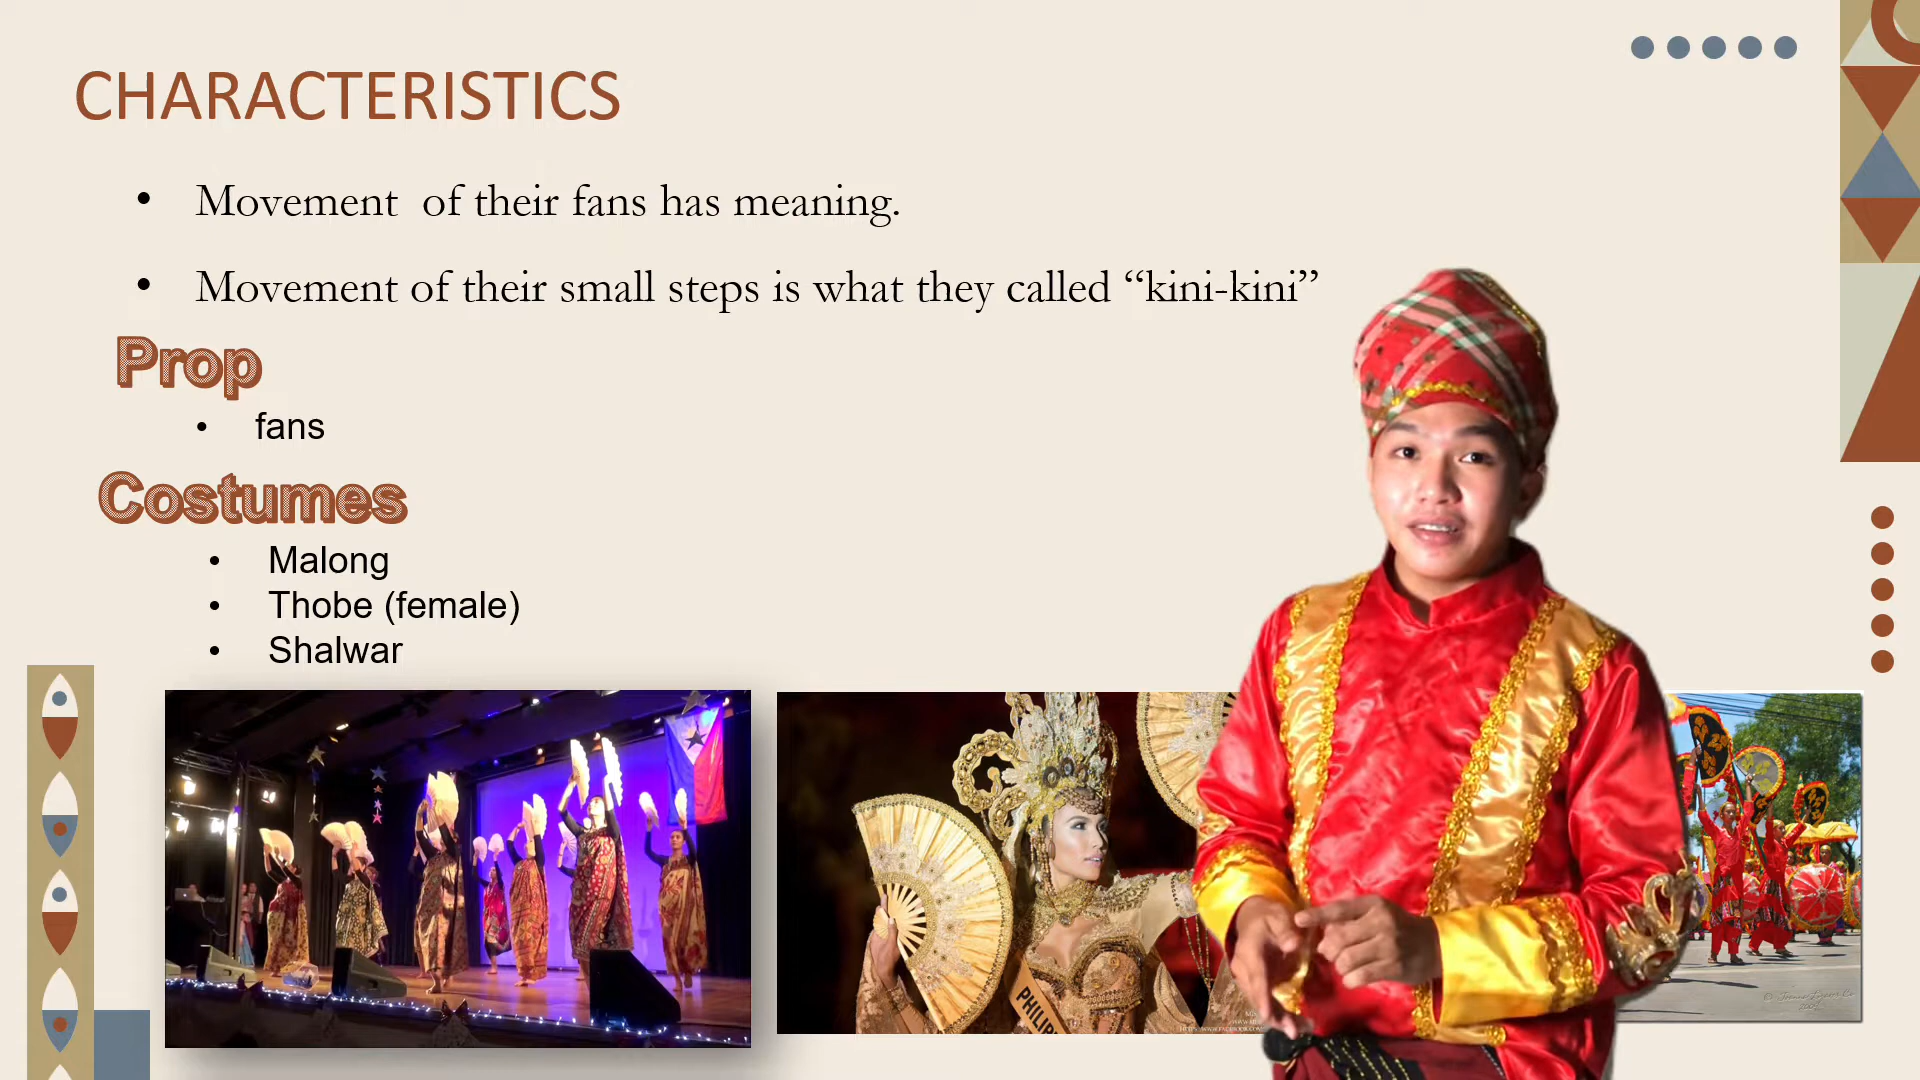 CHARACTERISTICS
• Movement of their fans has meaning.
• Movement of their small steps is what they called “kini-kini”
Prop
• fans
Costumes
• Malong
• Thobe (female)
• Shalwar
PHILIP